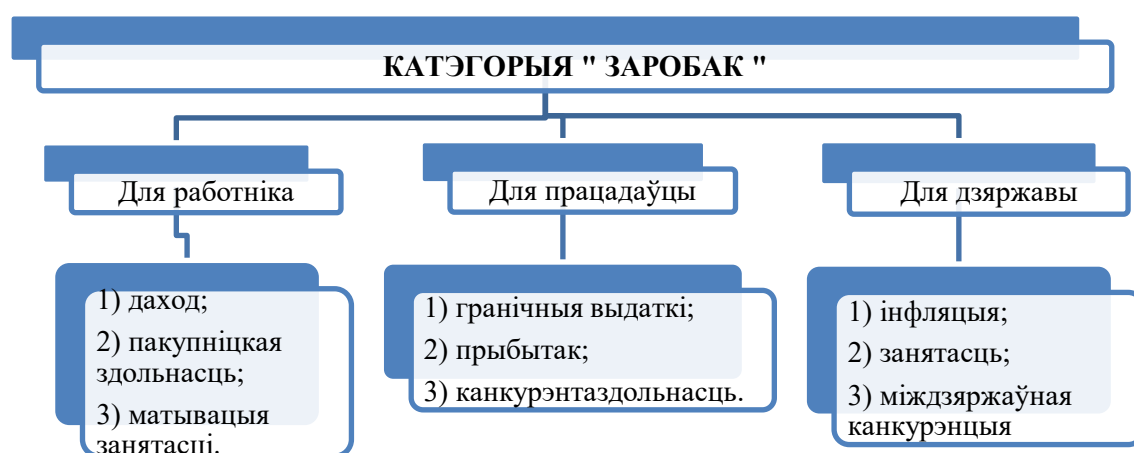 КАТЭГОРЫЯ " ЗАРОБАК "
Для работніка
1) даход;
2) пакупніцкая
здольнасць;
3) матывацыя
занятасці.
Для працадаўцы
1) гранічныя выдаткі;
2) прыбытак;
3) канкурэнтаздольнасць.
Для дзяржавы
1) інфляцыя;
2) занятасць;
3) міждзяржаўная
канкурэнцыя